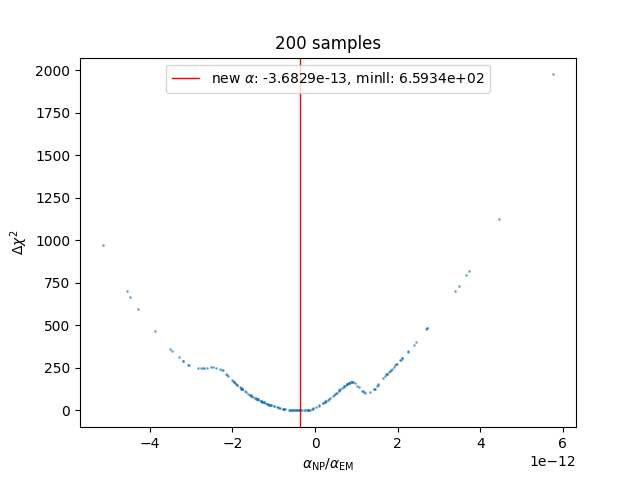 200 samples
new α: -3.6829e-13, minll: 6.5934e+02
2000
1750
1500
1250
1000
750
500
250
0
Δχ²
−4 −2 0 2 4 6
1e−12
α_NP/α_EM